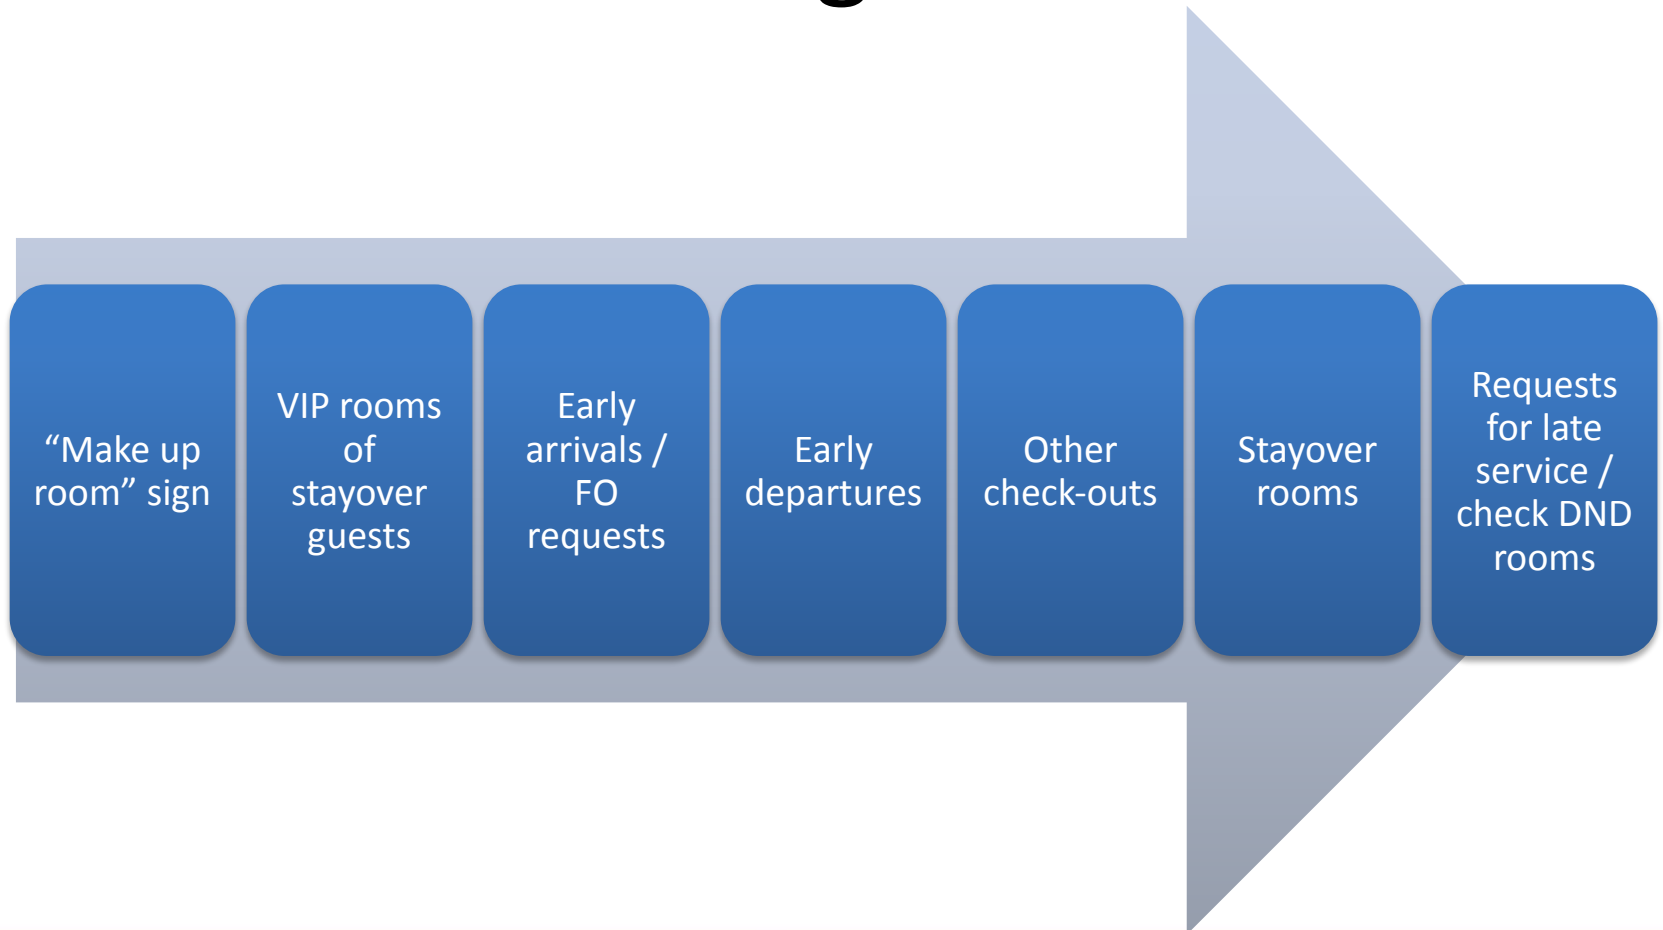 “Make up
room” sign
VIP rooms
of
stayover
guests
Early
arrivals /
FO
requests
Early
departures
Other
check-outs
Stayover
rooms
Requests
for late
service /
check DND
rooms